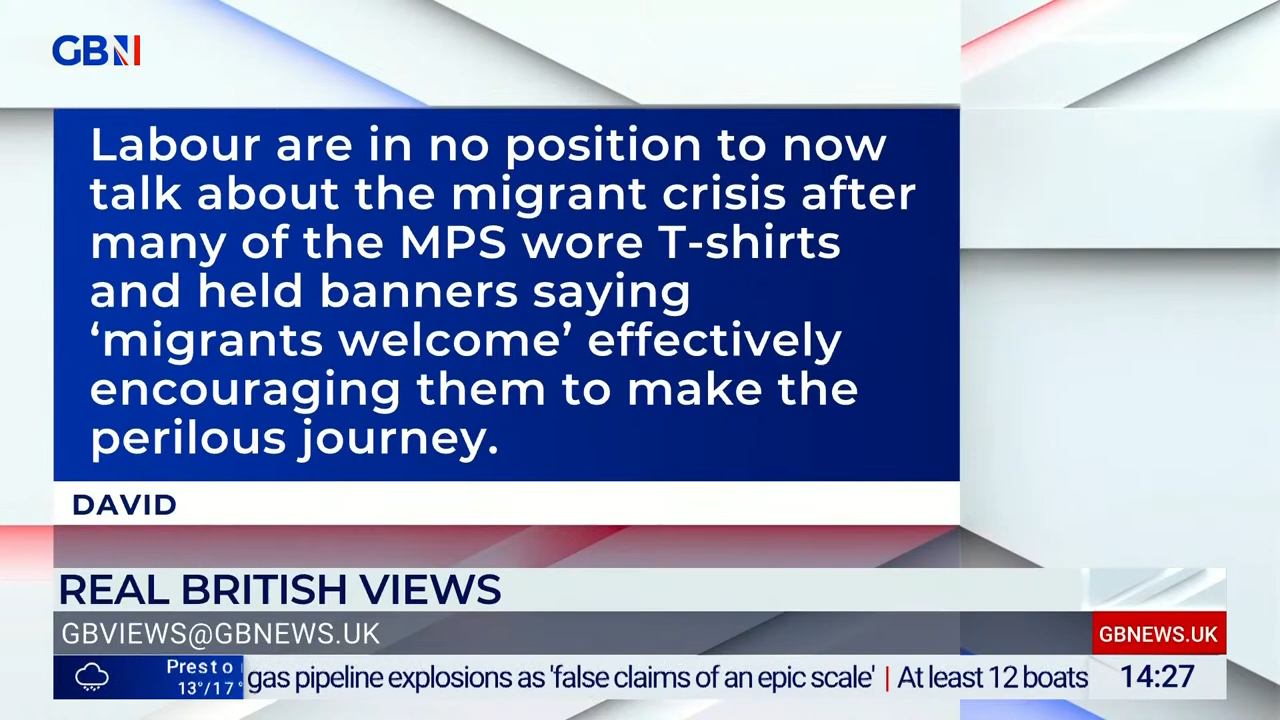 GBN
Labour are in no position to now
talk about the migrant crisis after
many of the MPS wore T-shirts
and held banners saying
‘migrants welcome’ effectively
encouraging them to make the
perilous journey.
DAVID
REAL BRITISH VIEWS
GBVIEWS@GBNEWS.UK
GBNEWS.UK
Presto
13°/17°
gas pipeline explosions as 'false claims of an epic scale' | At least 12 boats
14:27